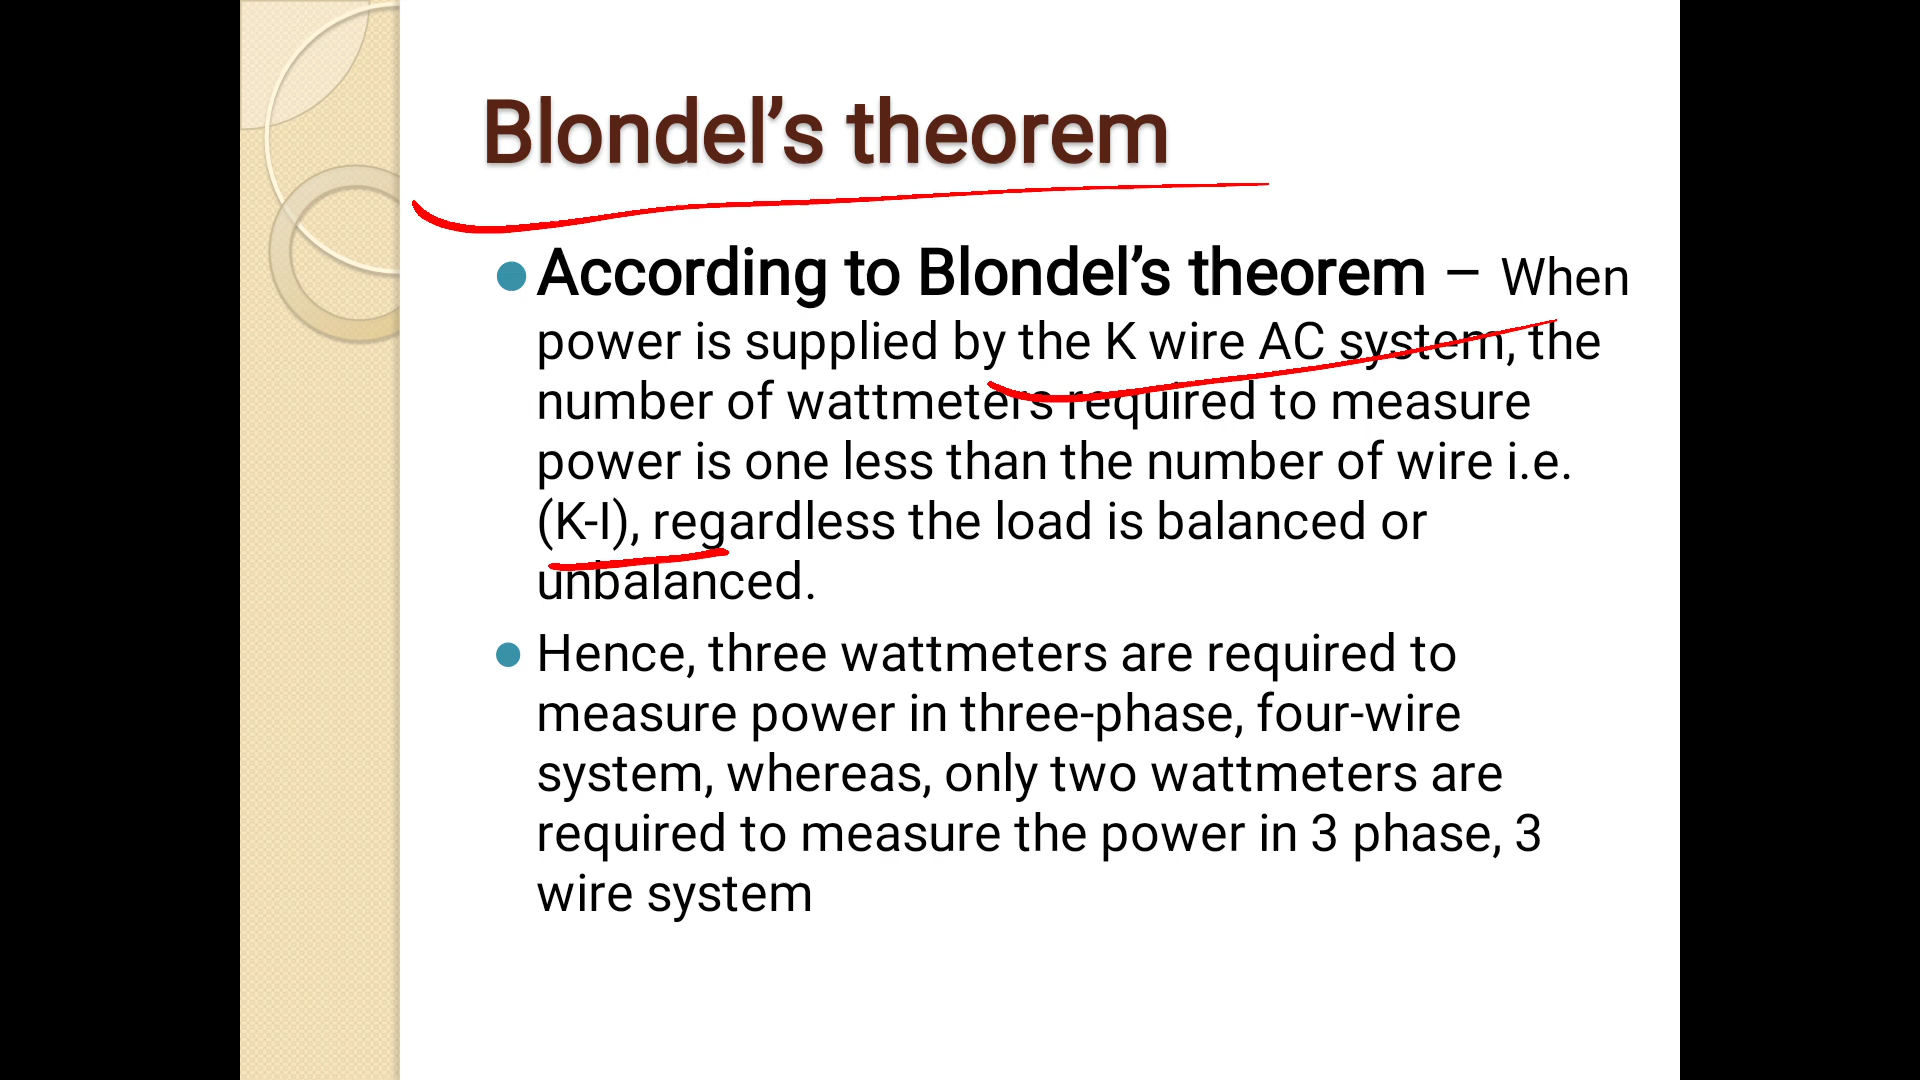 Blondel’s theorem
According to Blondel’s theorem – When
power is supplied by the K wire AC system, the
number of wattmeters required to measure
power is one less than the number of wire i.e.
(K-I), regardless the load is balanced or
unbalanced.
Hence, three wattmeters are required to
measure power in three-phase, four-wire
system, whereas, only two wattmeters are
required to measure the power in 3 phase, 3
wire system